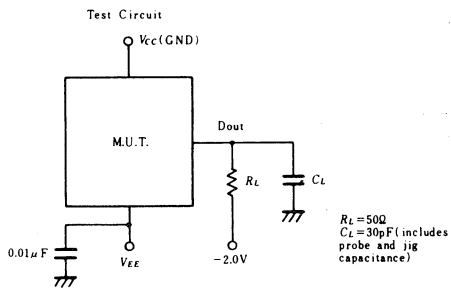 Test Circuit
VCC(GND)
M.U.T.
Dout
RL
CL
0.01μF
VEE
-2.0V
RL=50Ω
CL=30pF(includes
probe and jig
capacitance)